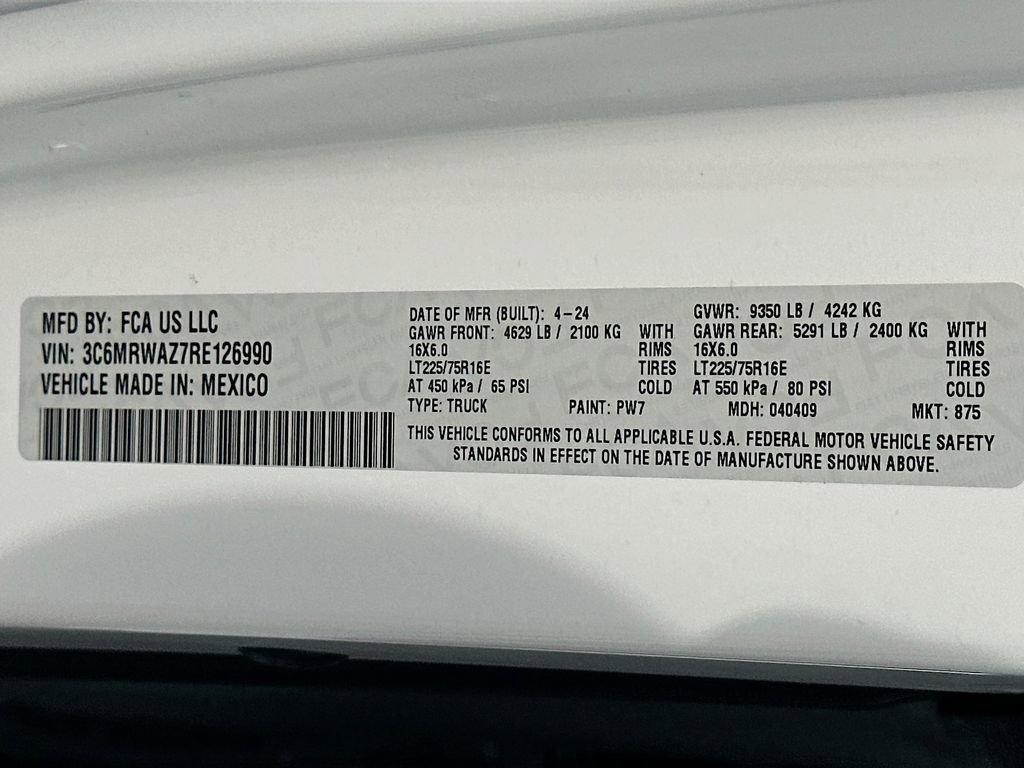 MFD BY: FCA US LLC
VIN: 3C6MRWAZ7RE126990
VEHICLE MADE IN: MEXICO
DATE OF MFR (BUILT): 4-24 GVWR: 9350 LB / 4242 KG
GAWR FRONT: 4629 LB / 2100 KG WITH GAWR REAR: 5291 LB / 2400 KG WITH
16X6.0 RIMS 16X6.0 RIMS
LT225/75R16E TIRES LT225/75R16E TIRES
AT 450 kPa / 65 PSI COLD AT 550 kPa / 80 PSI COLD
TYPE: TRUCK PAINT: PW7 MDH: 040409 MKT: 875
THIS VEHICLE CONFORMS TO ALL APPLICABLE U.S.A. FEDERAL MOTOR VEHICLE SAFETY
STANDARDS IN EFFECT ON THE DATE OF MANUFACTURE SHOWN ABOVE.